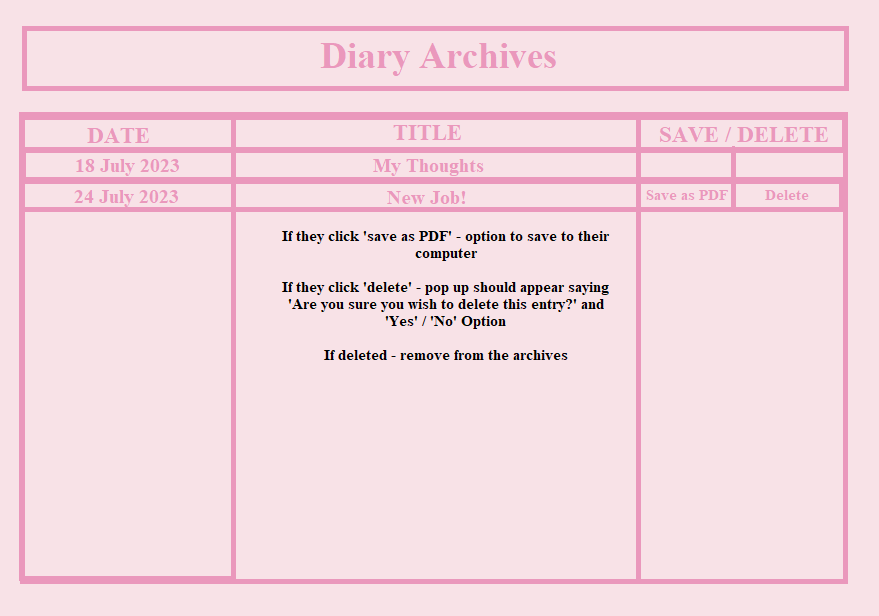 Diary Archives
DATE TITLE SAVE / DELETE
18 July 2023 My Thoughts
24 July 2023 New Job! Save as PDF Delete
If they click 'save as PDF' - option to save to their
computer
If they click 'delete' - pop up should appear saying
'Are you sure you wish to delete this entry?' and
'Yes' / 'No' Option
If deleted - remove from the archives